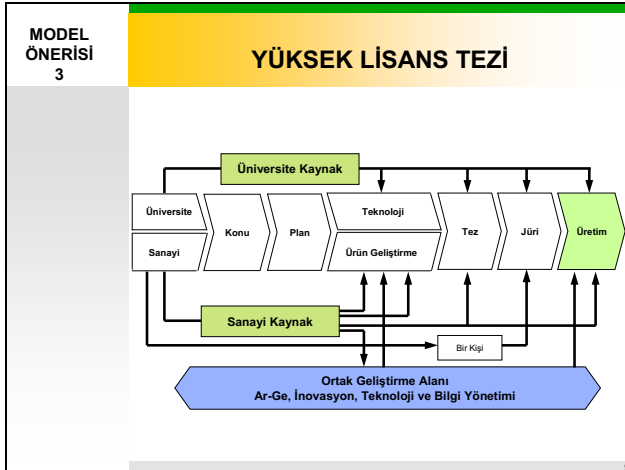 MODEL
ÖNERİSİ
3
YÜKSEK LİSANS TEZİ
Üniversite Kaynak
Üniversite
Sanayi
Konu
Plan
Teknoloji
Ürün Geliştirme
Tez
Jüri
Üretim
Sanayi Kaynak
Bir Kişi
Ortak Geliştirme Alanı
Ar-Ge, İnovasyon, Teknoloji ve Bilgi Yönetimi